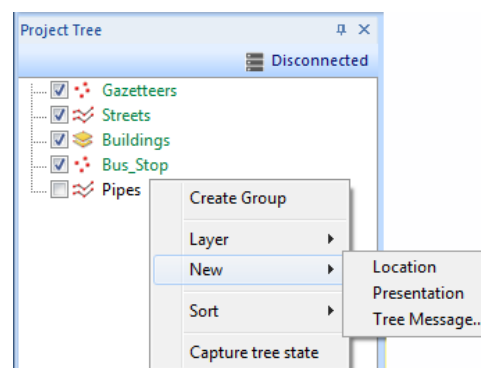 Project Tree
Disconnected
Gazetteers
Streets
Buildings
Bus_Stop
Pipes
Create Group
Layer
New
Location
Presentation
Tree Message..
Sort
Capture tree state